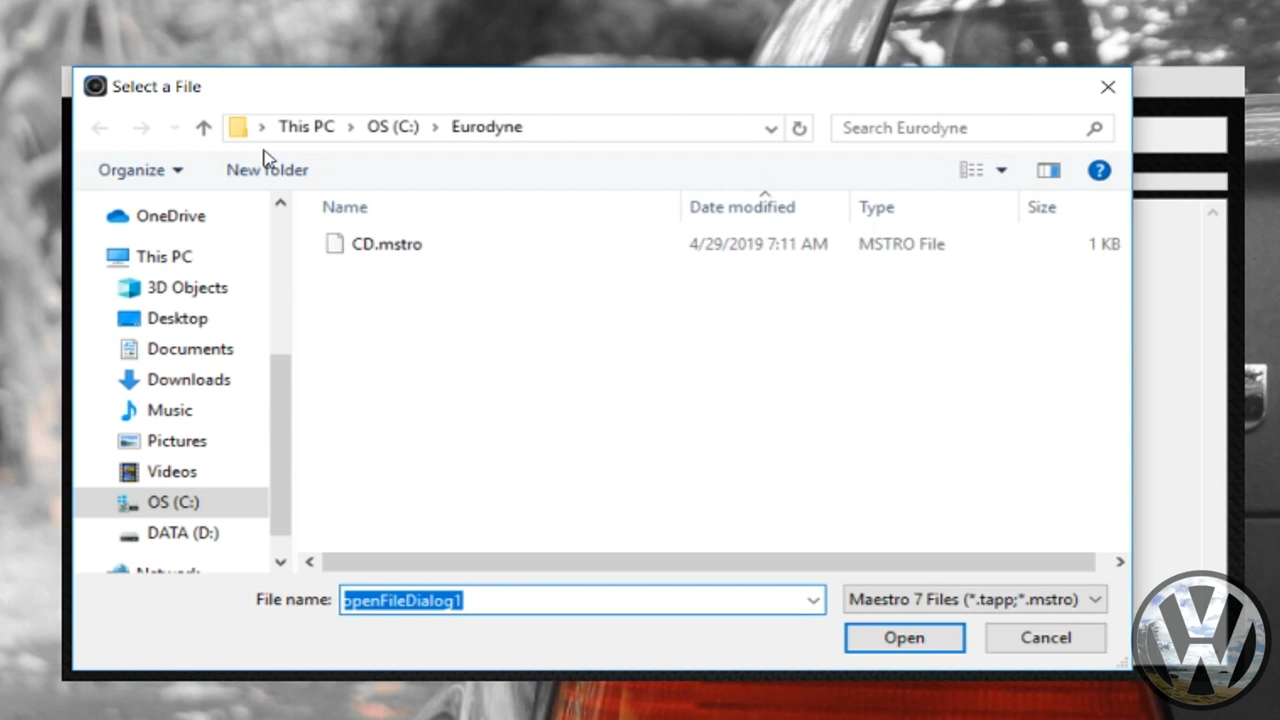 Select a File
This PC OS (C:) Eurodyne
Search Eurodyne
Organize New folder
Name Date modified Type Size
CD.mstro 4/29/2019 7:11 AM MSTRO File 1 KB
OneDrive
This PC
3D Objects
Desktop
Documents
Downloads
Music
Pictures
Videos
OS (C:)
DATA (D:)
Network
File name: openFileDialog1 Maestro 7 Files (*.tapp;*.mstro)
Open Cancel